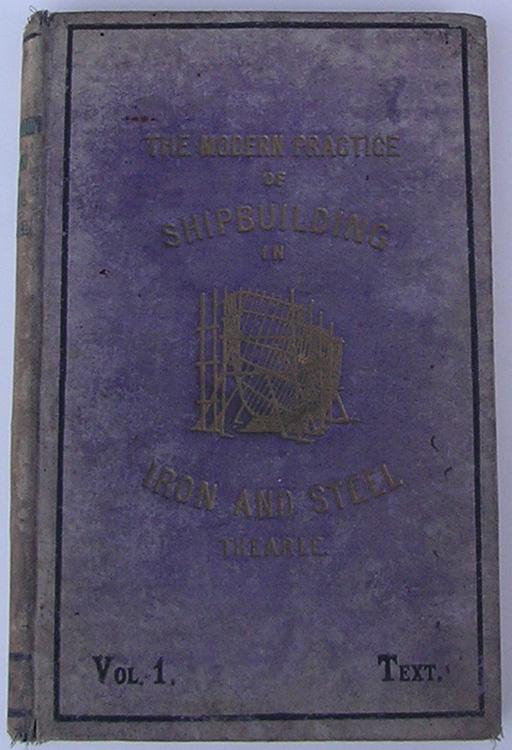 THE MODERN PRACTICE
OF
SHIPBUILDING
IN
IRON AND STEEL
THEARLE.
VOL. 1. TEXT.